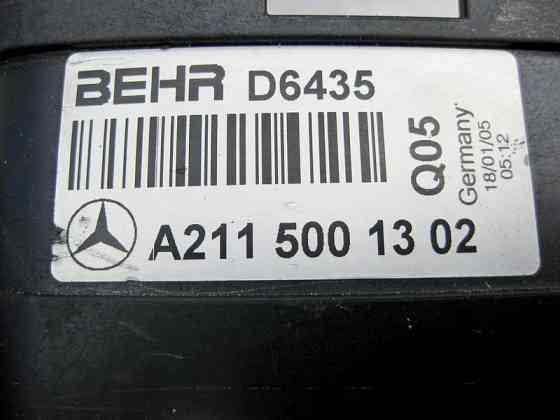 BEHR D6435
A211 500 13 02
Q05
Germany
18/01/05
05:12